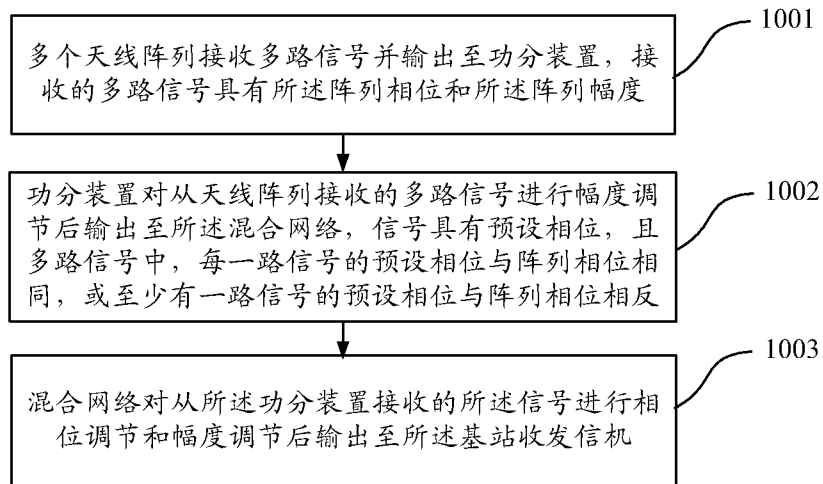 多个天线阵列接收多路信号并输出至功分装置，接
收的多路信号具有所述阵列相位和所述阵列幅度
1001
功分装置对从天线阵列接收的多路信号进行幅度调
节后输出至所述混合网络，信号具有预设相位，且
多路信号中，每一路信号的预设相位与阵列相位相
同，或至少有一路信号的预设相位与阵列相位相反
1002
混合网络对从所述功分装置接收的所述信号进行相
位调节和幅度调节后输出至所述基站收发信机
1003